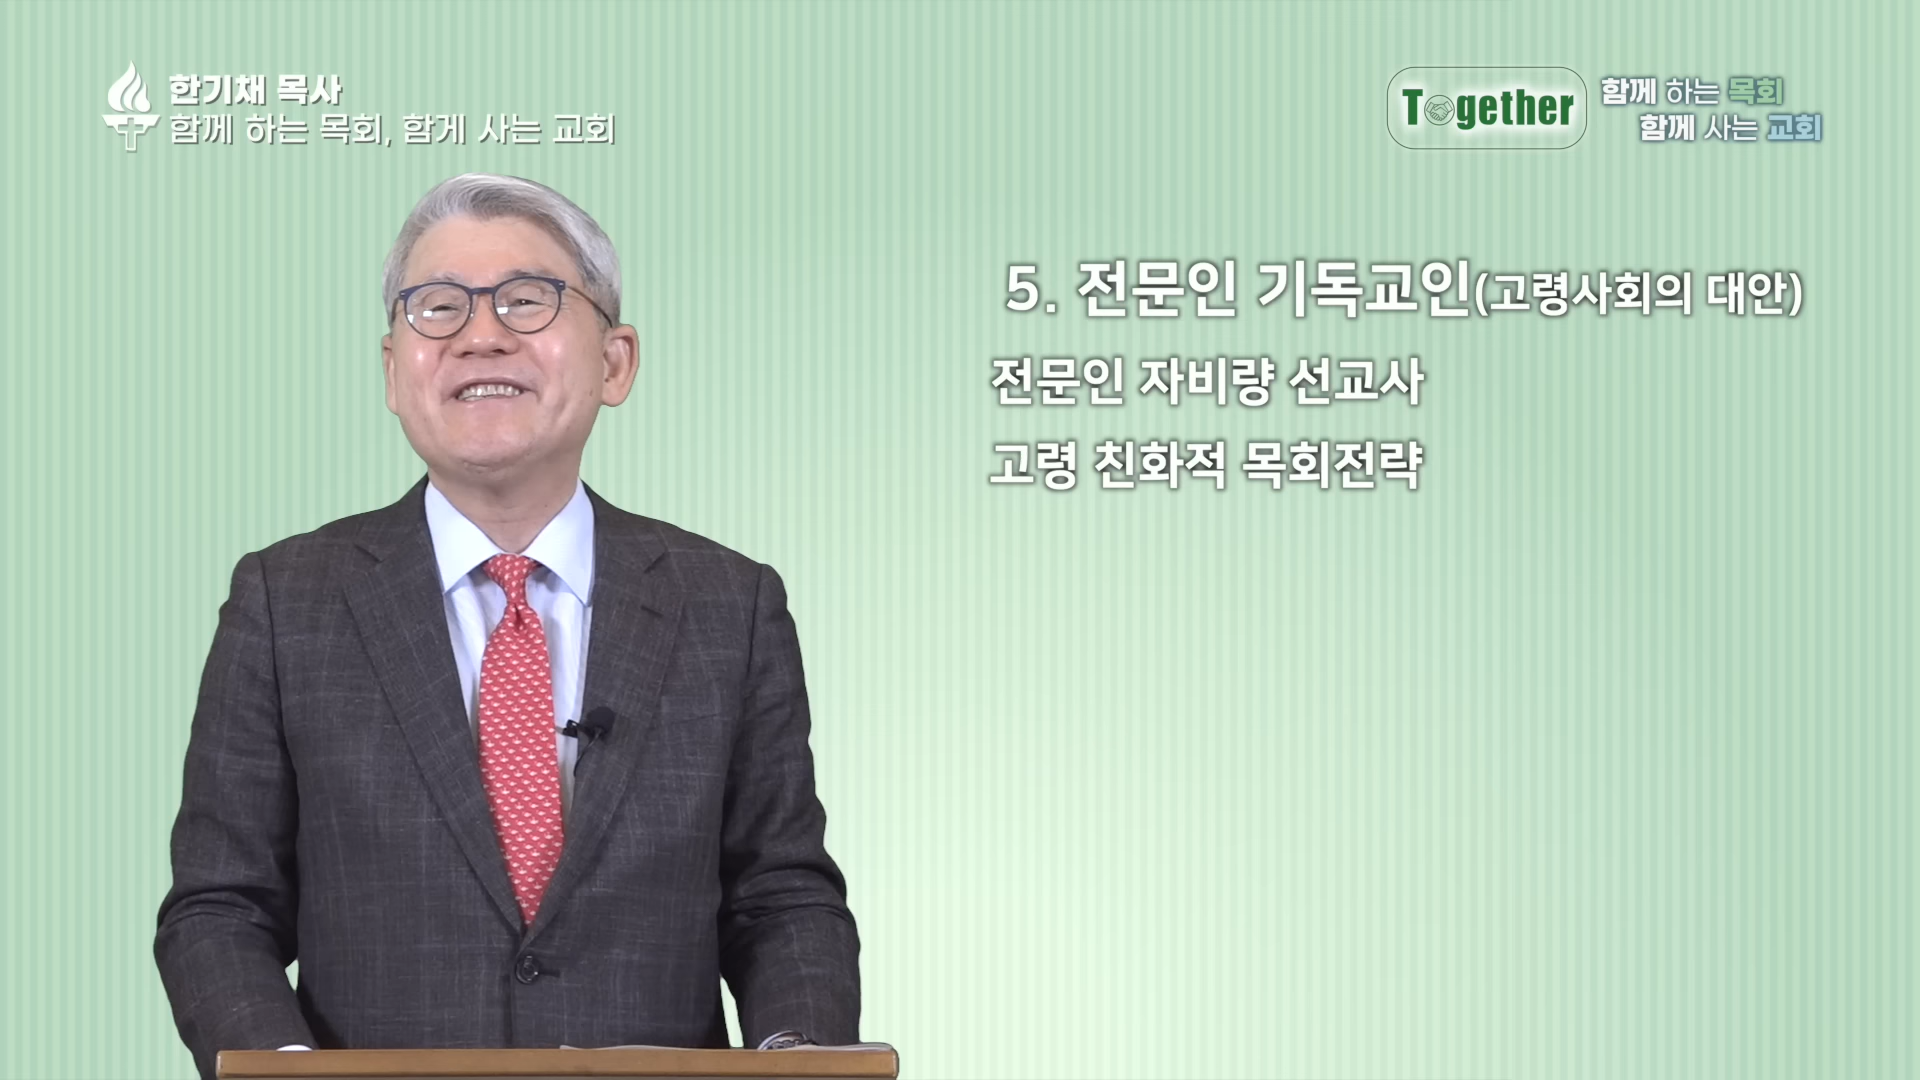 한기채 목사
함께 하는 목회, 함게 사는 교회
Together
함께 하는 목회
함께 사는 교회
5. 전문인 기독교인(고령사회의 대안)
전문인 자비량 선교사
고령 친화적 목회전략